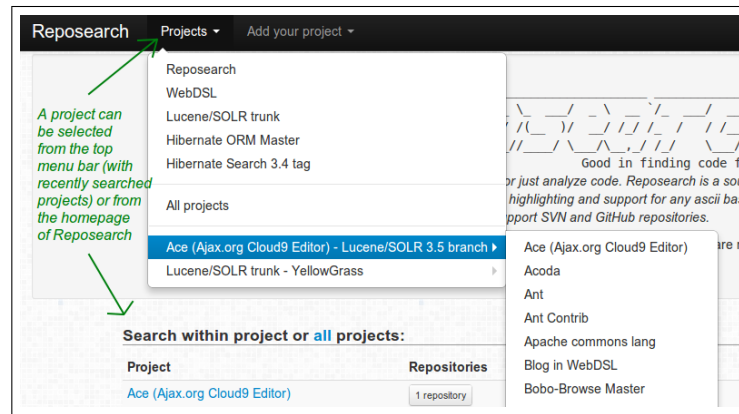 Reposearch Projects Add your project
Reposearch
WebDSL
Lucene/SOLR trunk
Hibernate ORM Master
Hibernate Search 3.4 tag
All projects
Ace (Ajax.org Cloud9 Editor) - Lucene/SOLR 3.5 branch
Lucene/SOLR trunk - YellowGrass
Ace (Ajax.org Cloud9 Editor)
Acoda
Ant
Ant Contrib
Apache commons lang
Blog in WebDSL
Bobo-Browse Master
A project can
be selected
from the top
menu bar (with
recently searched
projects) or from
the homepage
of Reposearch
Good in finding code
or just analyze code. Reposearch is a
highlighting and support for any ascii
support SVN and GitHub repositories.
are
Search within project or all projects:
Project Repositories
Ace (Ajax.org Cloud9 Editor) 1 repository